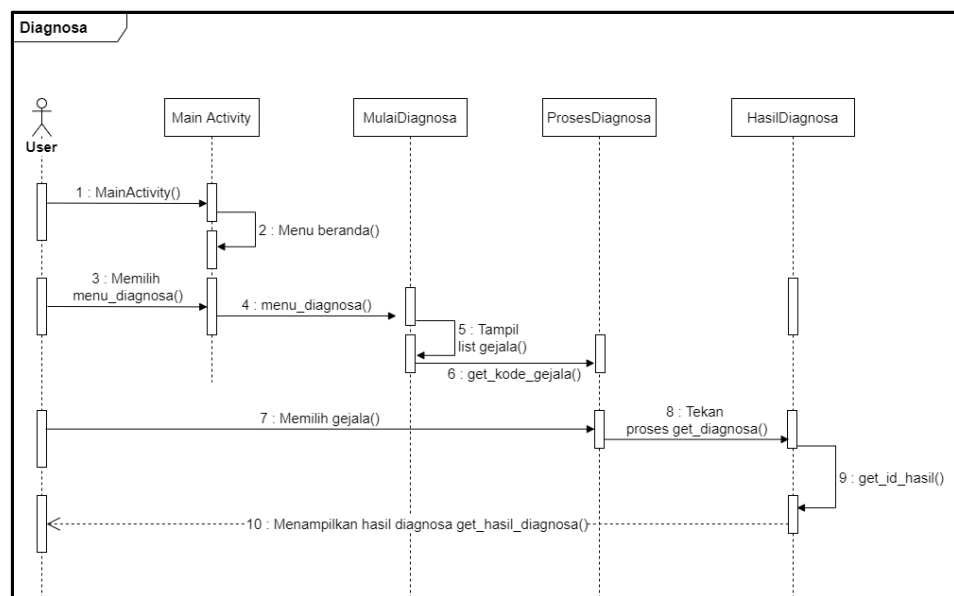 Diagnosa
User
Main Activity
MulaiDiagnosa
ProsesDiagnosa
HasilDiagnosa
1 : MainActivity()
2 : Menu beranda()
3 : Memilih
menu_diagnosa()
4 : menu_diagnosa()
5 : Tampil
list gejala()
6 : get_kode_gejala()
7 : Memilih gejala()
8 : Tekan
proses get_diagnosa()
9 : get_id_hasil()
10 : Menampilkan hasil diagnosa get_hasil_diagnosa()